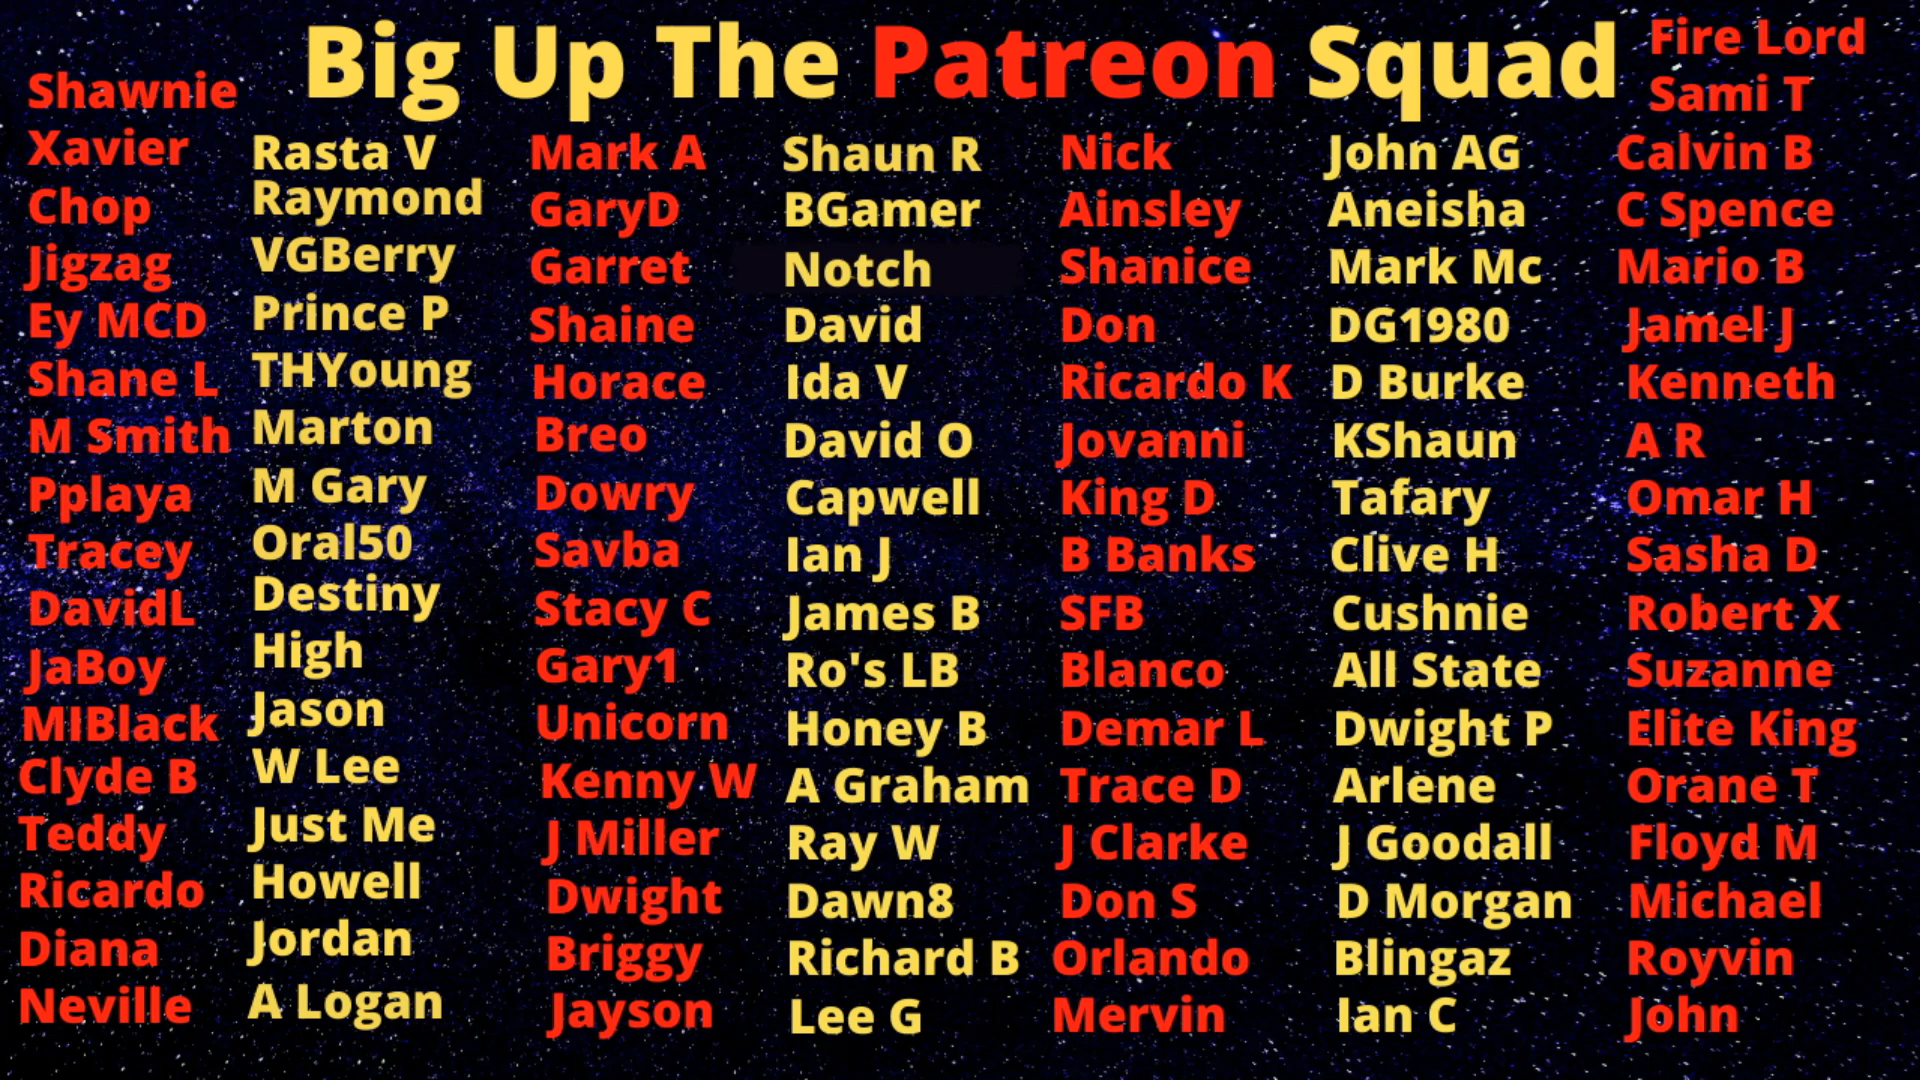 Big Up The Patreon Squad
Shawnie
Xavier
Chop
Jigzag
Ey MCD
Shane L
M Smith
Pplaya
Tracey
DavidL
JaBoy
MIBlack
Clyde B
Teddy
Ricardo
Diana
Neville
Rasta V
Raymond
VGBerry
Prince P
THYoung
Marton
M Gary
Oral50
Destiny
High
Jason
W Lee
Just Me
Howell
Jordan
A Logan
Mark A
GaryD
Garret
Shaine
Horace
Breo
Dowry
Savba
Stacy C
Gary1
Unicorn
Kenny W
J Miller
Dwight
Briggy
Jayson
Shaun R
BGamer
Notch
David
Ida V
David O
Capwell
Ian J
James B
Ro's LB
Honey B
A Graham
Ray W
Dawn8
Richard B
Lee G
Nick
Ainsley
Shanice
Don
Ricardo K
Jovanni
King D
B Banks
SFB
Blanco
Demar L
Trace D
J Clarke
Don S
Orlando
Mervin
John AG
Aneisha
Mark Mc
DG1980
D Burke
KShaun
Tafary
Clive H
Cushnie
All State
Dwight P
Arlene
J Goodall
D Morgan
Blingaz
Ian C
Fire Lord
Sami T
Calvin B
C Spence
Mario B
Jamel J
Kenneth
A R
Omar H
Sasha D
Robert X
Suzanne
Elite King
Orane T
Floyd M
Michael
Royvin
John